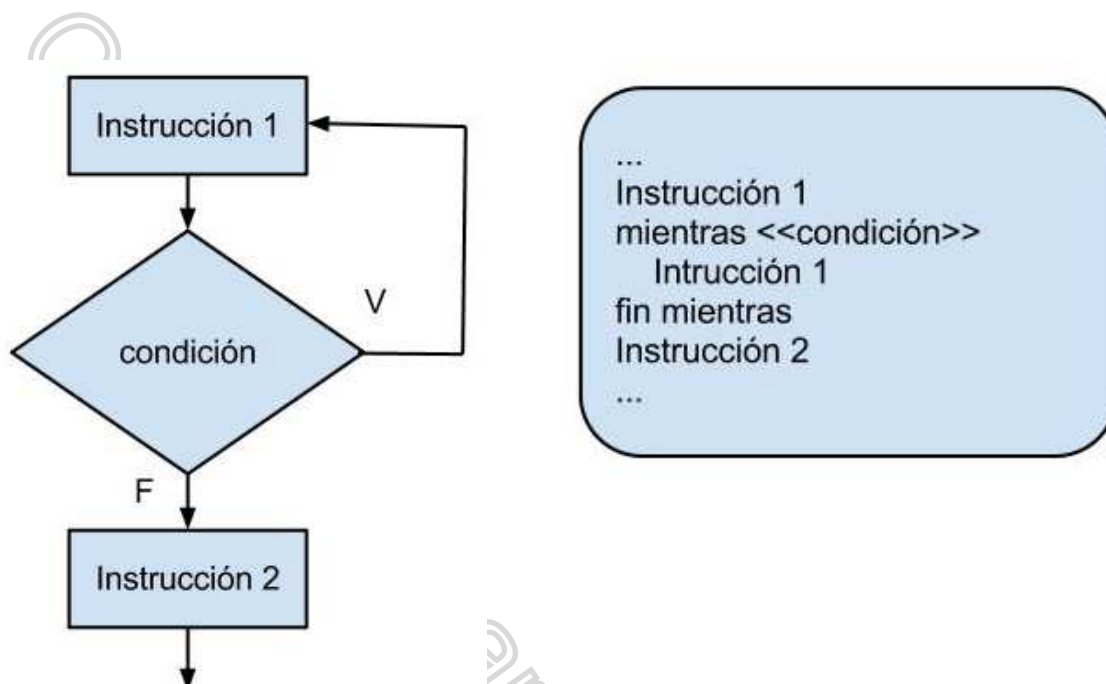 Instrucción 1
condición
V
F
Instrucción 2
...
Instrucción 1
mientras <<condición>>
Intrucción 1
fin mientras
Instrucción 2
...